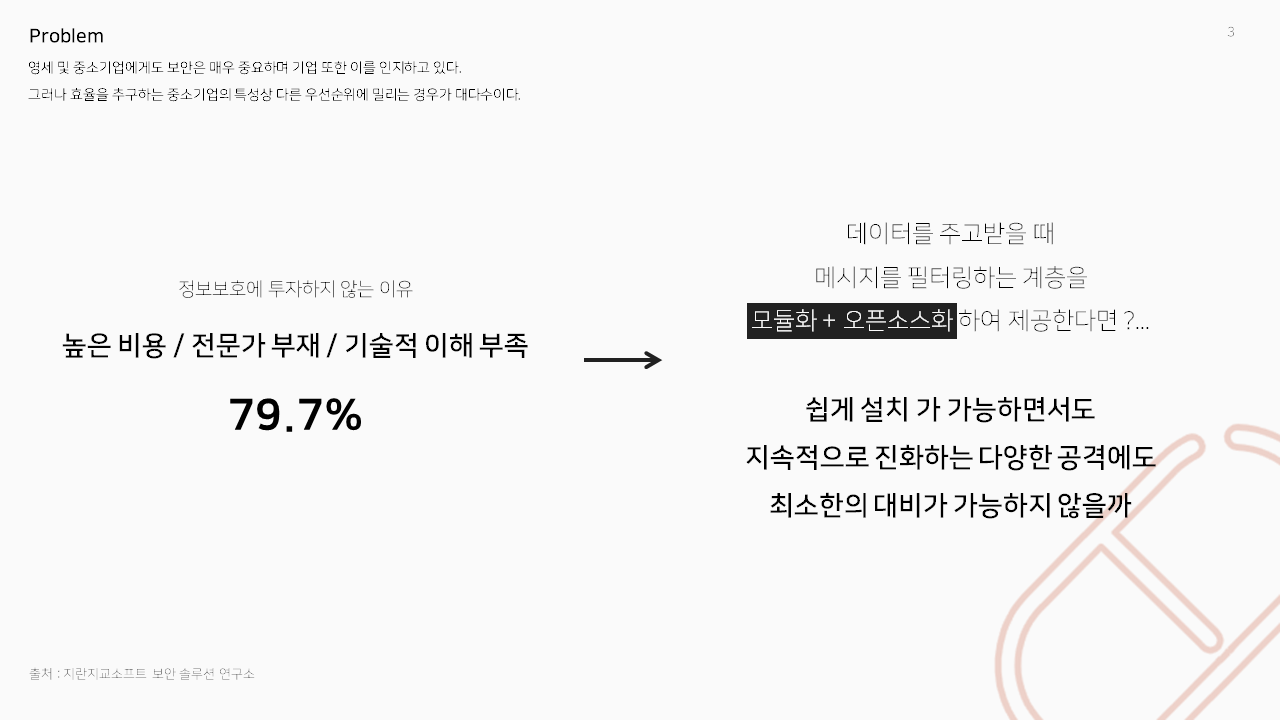 Problem
3
영세 및 중소기업에게도 보안은 매우 중요하며 기업 또한 이를 인지하고 있다.
그러나 효율을 추구하는 중소기업의 특성상 다른 우선순위에 밀리는 경우가 대다수이다.
정보보호에 투자하지 않는 이유
높은 비용 / 전문가 부재 / 기술적 이해 부족
79.7%
데이터를 주고받을 때
메시지를 필터링하는 계층을
모듈화 + 오픈소스화 하여 제공한다면 ?...
쉽게 설치 가 가능하면서도
지속적으로 진화하는 다양한 공격에도
최소한의 대비가 가능하지 않을까
출처 : 지란지교소프트 보안 솔루션 연구소